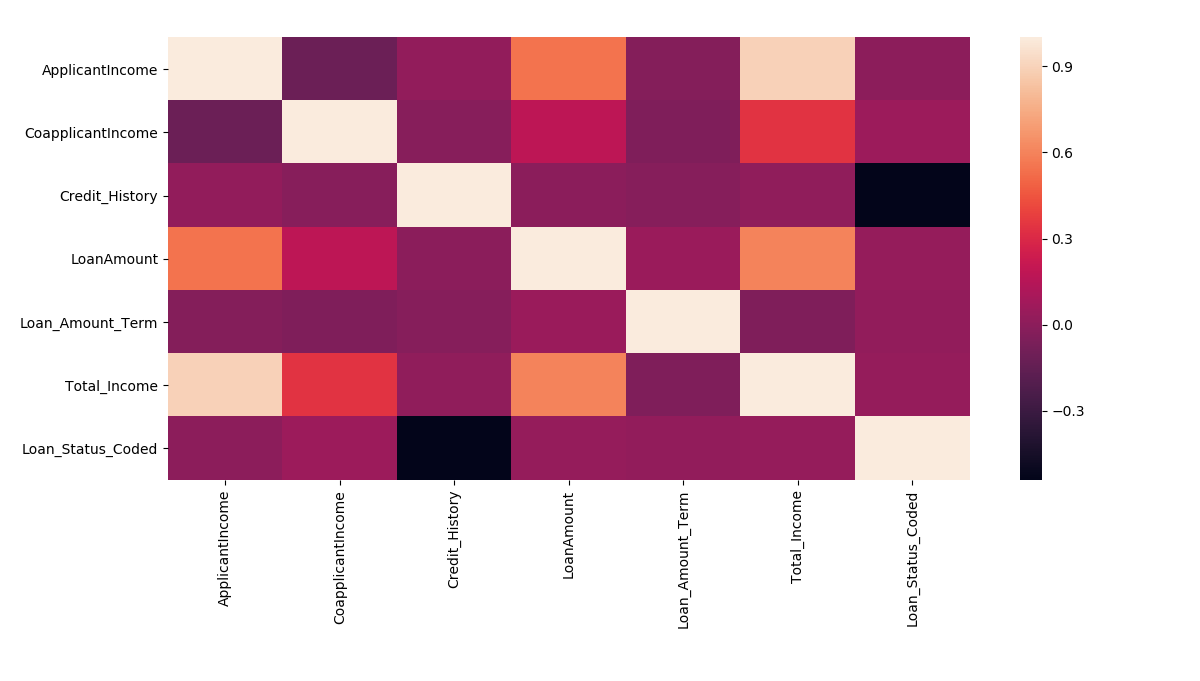 ApplicantIncome
CoapplicantIncome
Credit_History
LoanAmount
Loan_Amount_Term
Total_Income
Loan_Status_Coded
ApplicantIncome
CoapplicantIncome
Credit_History
LoanAmount
Loan_Amount_Term
Total_Income
Loan_Status_Coded
0.9
0.6
0.3
0.0
−0.3